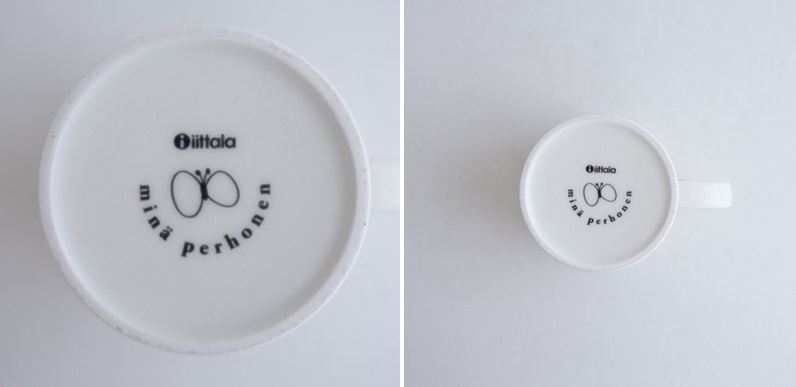 iittala
minä perhonen
iittala
minä perhonen